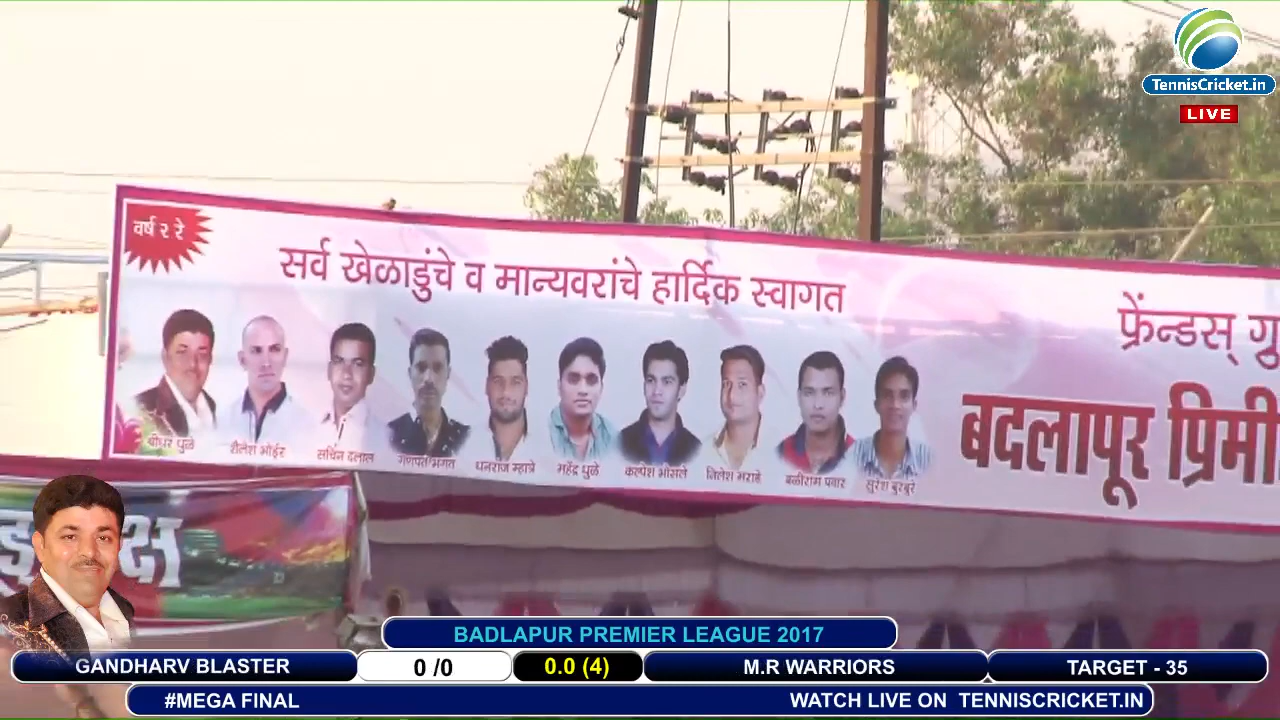 TennisCricket.in
LIVE
वर्ष २ रे
सर्व खेळाडुंचे व मान्यवरांचे हार्दिक स्वागत
फ्रेंन्डस्
बदलापूर प्रिमी
श्रीधर धुळे
शैलेश भोईर
सचिन दलाल
गणपत भगत
धनराज म्हात्रे
महेंद्र धुळे
कल्पेश भोसले
निलेश मराडे
बळीराम पवार
सुरेश बुरबुरे
BADLAPUR PREMIER LEAGUE 2017
GANDHARV BLASTER
0 /0
0.0 (4)
M.R WARRIORS
TARGET - 35
#MEGA FINAL
WATCH LIVE ON TENNISCRICKET.IN